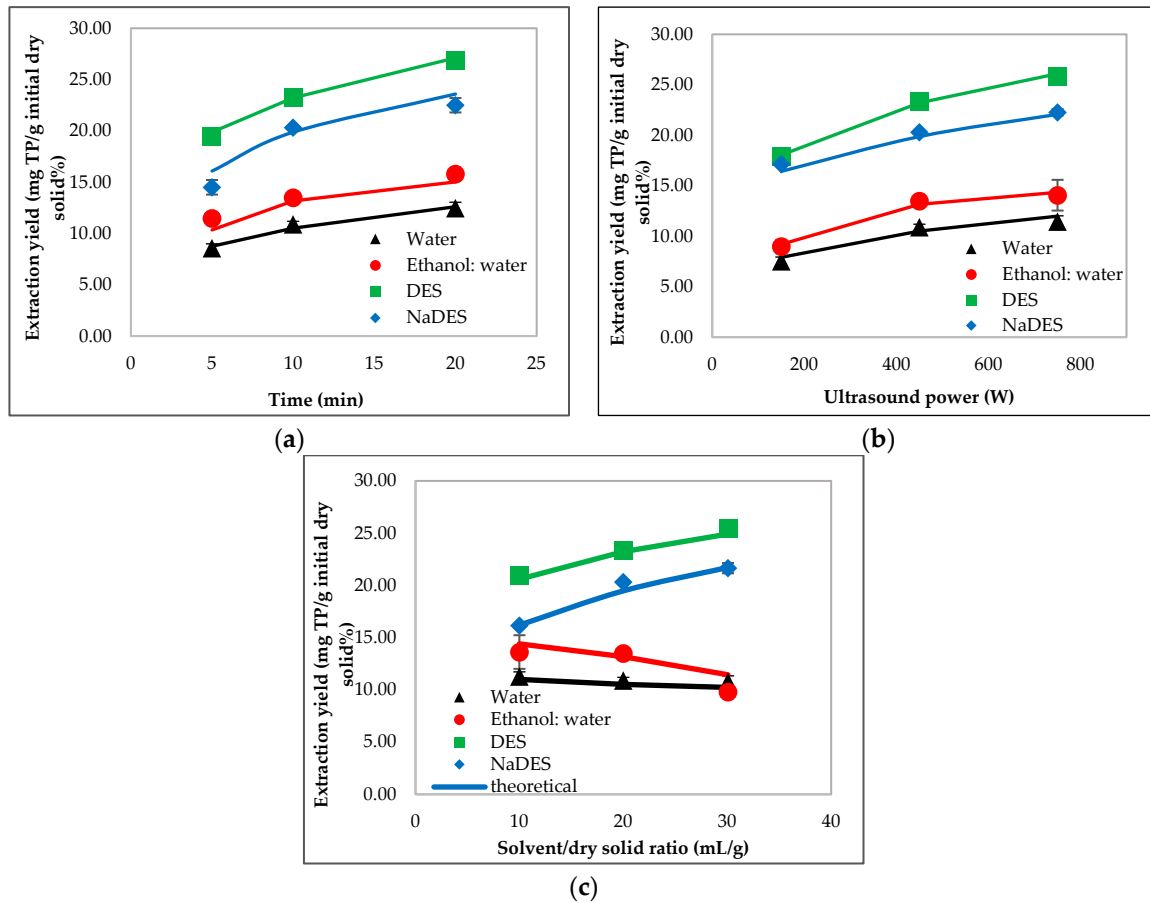 30.00
25.00
20.00
15.00
10.00
5.00
0.00
Extraction yield (mg TP/g initial dry
solid%)
Water
Ethanol: water
DES
NaDES
0 5 10 15 20 25
Time (min)
(a)
30.00
25.00
20.00
15.00
10.00
5.00
0.00
Extraction yield (mg TP/g initial dry
solid%)
Water
Ethanol: water
DES
NaDES
0 200 400 600 800
Ultrasound power (W)
(b)
30.00
25.00
20.00
15.00
10.00
5.00
0.00
Extraction yield (mg TP/g initial dry
solid%)
Water
Ethanol: water
DES
NaDES
theoretical
0 10 20 30 40
Solvent/dry solid ratio (mL/g)
(c)